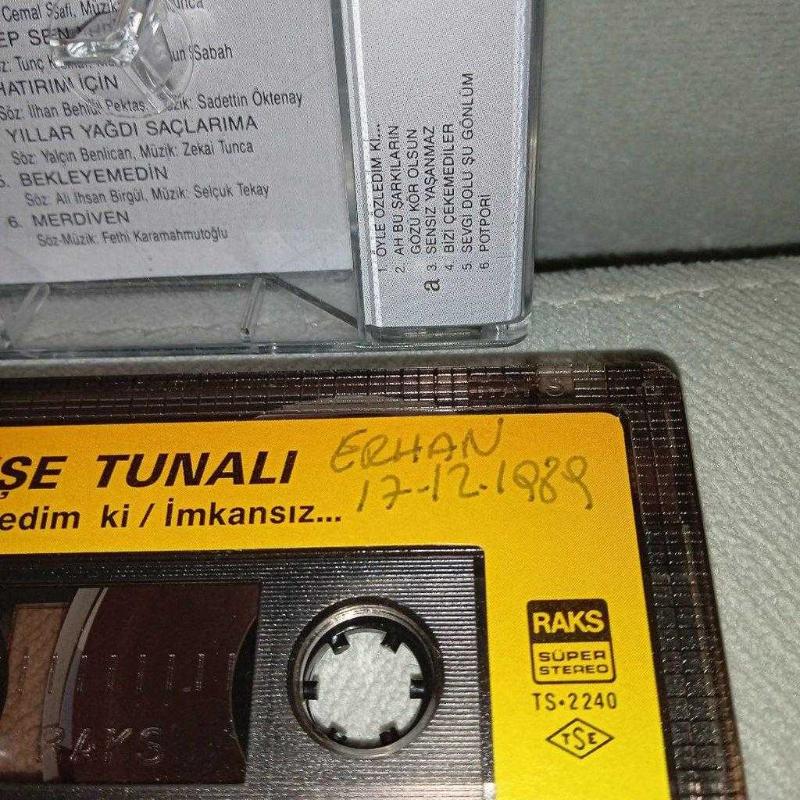 Cemal Safi, Müzik
Sabah
HATIRIM İÇİN
Söz: İlhan Behlül Pektaş, Müzik: Sadettin Öktenay
YILLAR YAĞDI SAÇLARIMA
Söz: Yalçın Benlican, Müzik: Zekai Tunca
5. BEKLEYEMEDİN
Söz: Ali İhsan Birgül, Müzik: Selçuk Tekay
6. MERDİVEN
Söz-Müzik: Fethi Karamahmutoğlu
a
1. ÖYLE ÖZLEDİM Kİ...
2. AH BU ŞARKILARIN
GÖZÜ KÖR OLSUN
3. SENSİZ YAŞANMAZ
4. BİZİ ÇEKEMEDİLER
5. SEVGİ DOLU ŞU GÖNLÜM
6. POTPORİ
ŞE TUNALI
edim ki / İmkansız...
ERHAN
17.12.1989
RAKS
SÜPER
STEREO
TS•2240
TSE
RAKS